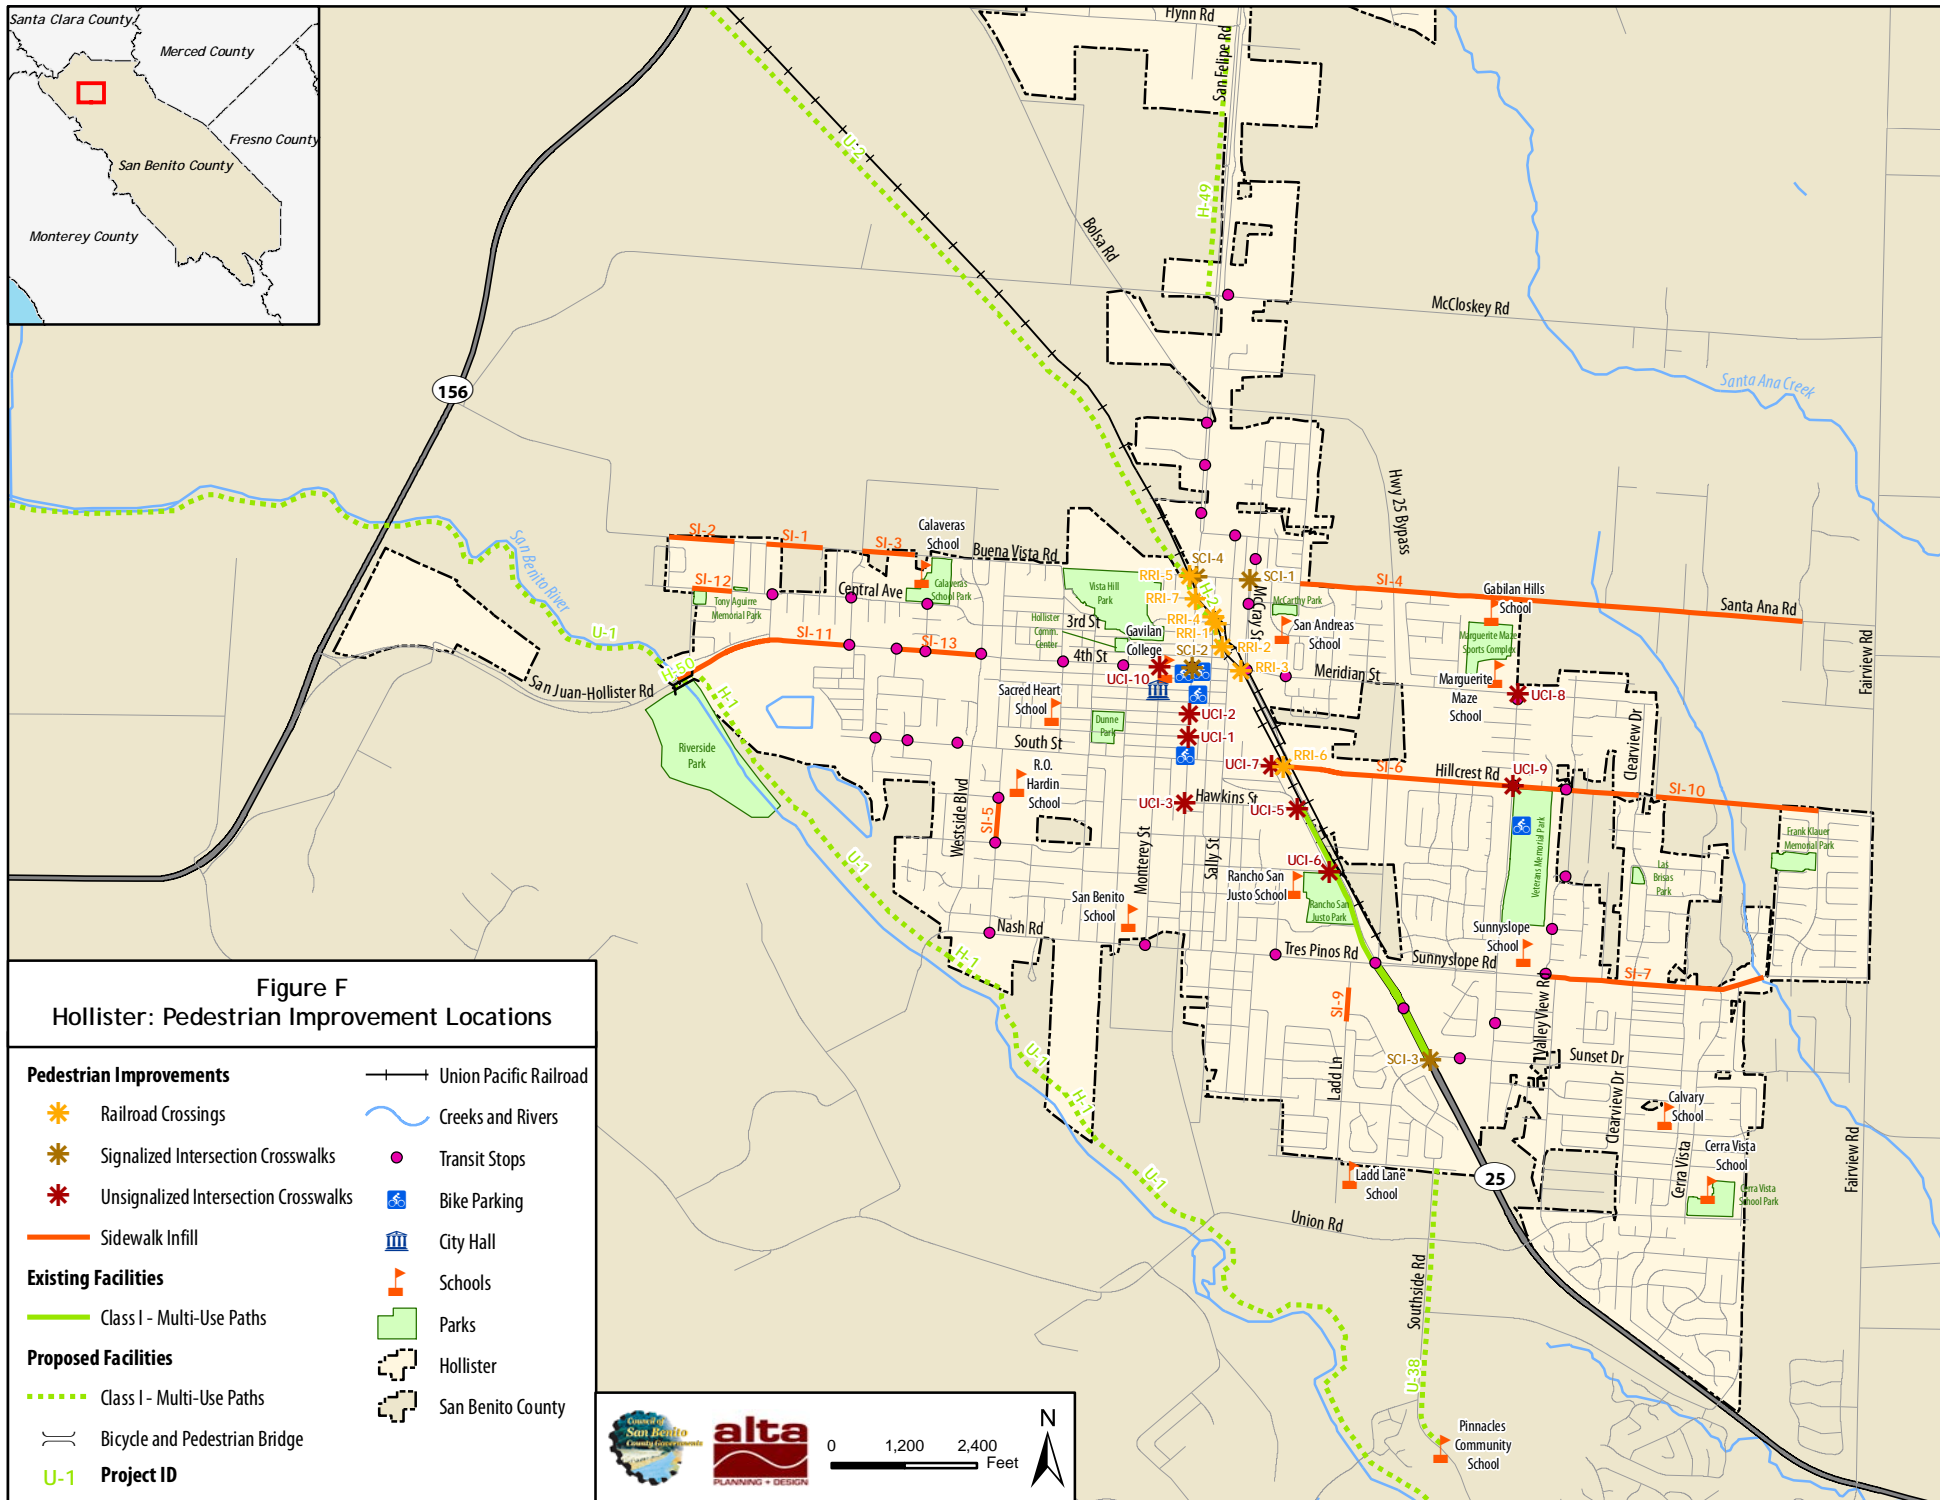 Santa Clara County
Merced County
Fresno County
San Benito County
Monterey County
Flynn Rd
San Felipe Rd
U-2
H-49
Bolsa Rd
McCloskey Rd
156
Santa Ana Creek
Hwy 25 Bypass
San Benito River
SI-2
SI-1
SI-3
Calaveras
School
Buena Vista Rd
SCI-4
RRI-5
SCI-1
SI-4
Gabilan Hills
School
Santa Ana Rd
SI-12
Central Ave
Calaveras
School Park
Vista Hill
Park
RRI-7
H-2
McCray St
McCarthy Park
Tony Aguirre
Memorial Park
Hollister
Comm.
Center
3rd St
RRI-4
RRI-1
San Andreas
School
Marguerite Maze
Sports Complex
U-1
SI-11
SI-13
Gavilan
College
4th St
SCI-2
RRI-2
RRI-3
Meridian St
Fairview Rd
H-50
San Juan-Hollister Rd
H-1
UCI-10
Marguerite
Maze
School
UCI-8
Sacred Heart
School
UCI-2
Dunne
Park
UCI-1
Clearview Dr
Riverside
Park
South St
RRI-6
UCI-7
SI-6
Hillcrest Rd
UCI-9
SI-10
R.O.
Hardin
School
Westside Blvd
SI-5
UCI-3
Hawkins St
UCI-5
Frank Klauer
Memorial Park
U-1
Monterey St
Sally St
UCI-6
Veterans Memorial Park
Las
Brisas
Park
Rancho San
Justo School
Rancho San
Justo Park
San Benito
School
Nash Rd
Tres Pinos Rd
Sunnyslope Rd
Sunnyslope
School
H-1
SI-7
SI-9
Valley View Rd
U-1
SCI-3
Sunset Dr
Ladd Ln
Clearview Dr
Calvary
School
H-1
Cerra Vista
Cerra Vista
School
Fairview Rd
U-1
Ladd Lane
School
25
Cerra Vista
School Park
Union Rd
Southside Rd
U-38
Pinnacles
Community
School
Figure F
Hollister: Pedestrian Improvement Locations
Pedestrian Improvements
Railroad Crossings
Signalized Intersection Crosswalks
Unsignalized Intersection Crosswalks
Sidewalk Infill
Existing Facilities
Class I - Multi-Use Paths
Proposed Facilities
Class I - Multi-Use Paths
Bicycle and Pedestrian Bridge
U-1 Project ID
Union Pacific Railroad
Creeks and Rivers
Transit Stops
Bike Parking
City Hall
Schools
Parks
Hollister
San Benito County
Council of
San Benito
County Governments
alta
PLANNING + DESIGN
0 1,200 2,400
Feet
N